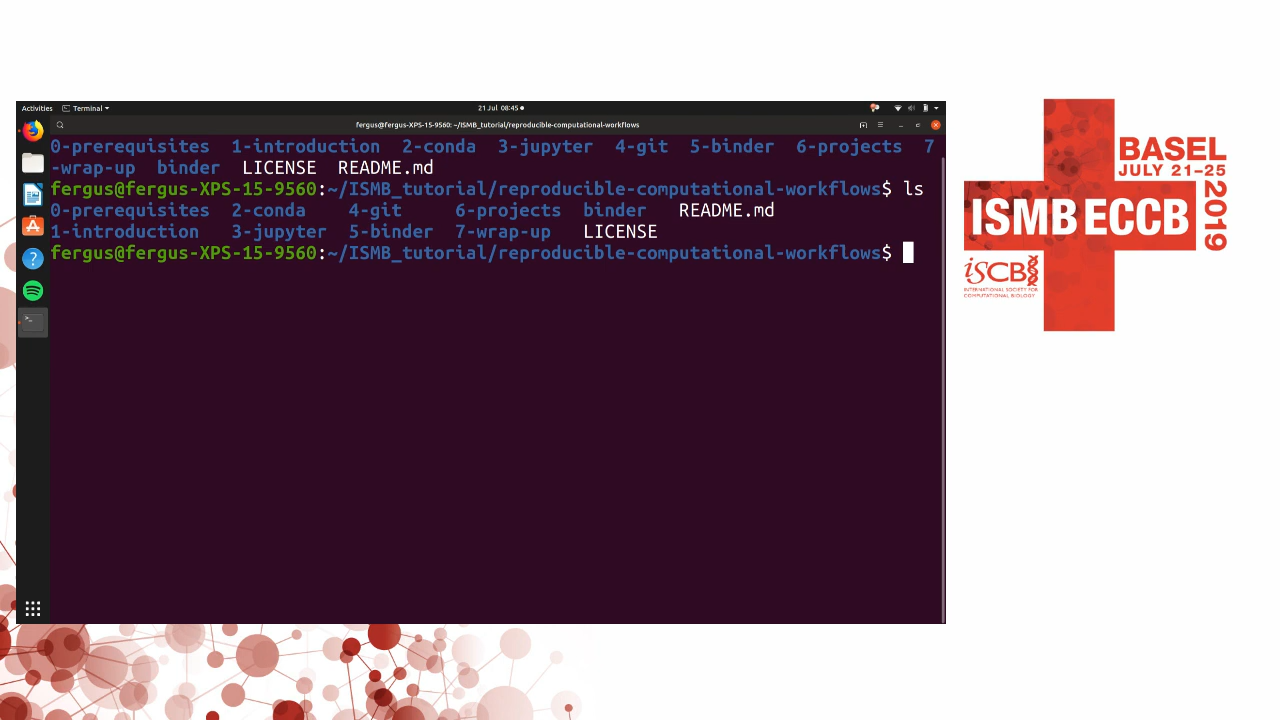 Activities Terminal 21 Jul 08:45
fergus@fergus-XPS-15-9560: ~/ISMB_tutorial/reproducible-computational-workflows
0-prerequisites 1-introduction 2-conda 3-jupyter 4-git 5-binder 6-projects 7
-wrap-up binder LICENSE README.md
fergus@fergus-XPS-15-9560:~/ISMB_tutorial/reproducible-computational-workflows$ ls
0-prerequisites 2-conda 4-git 6-projects binder README.md
1-introduction 3-jupyter 5-binder 7-wrap-up LICENSE
fergus@fergus-XPS-15-9560:~/ISMB_tutorial/reproducible-computational-workflows$
BASEL
JULY 21–25
ISMB ECCB
2019
ISCB
INTERNATIONAL SOCIETY FOR
COMPUTATIONAL BIOLOGY